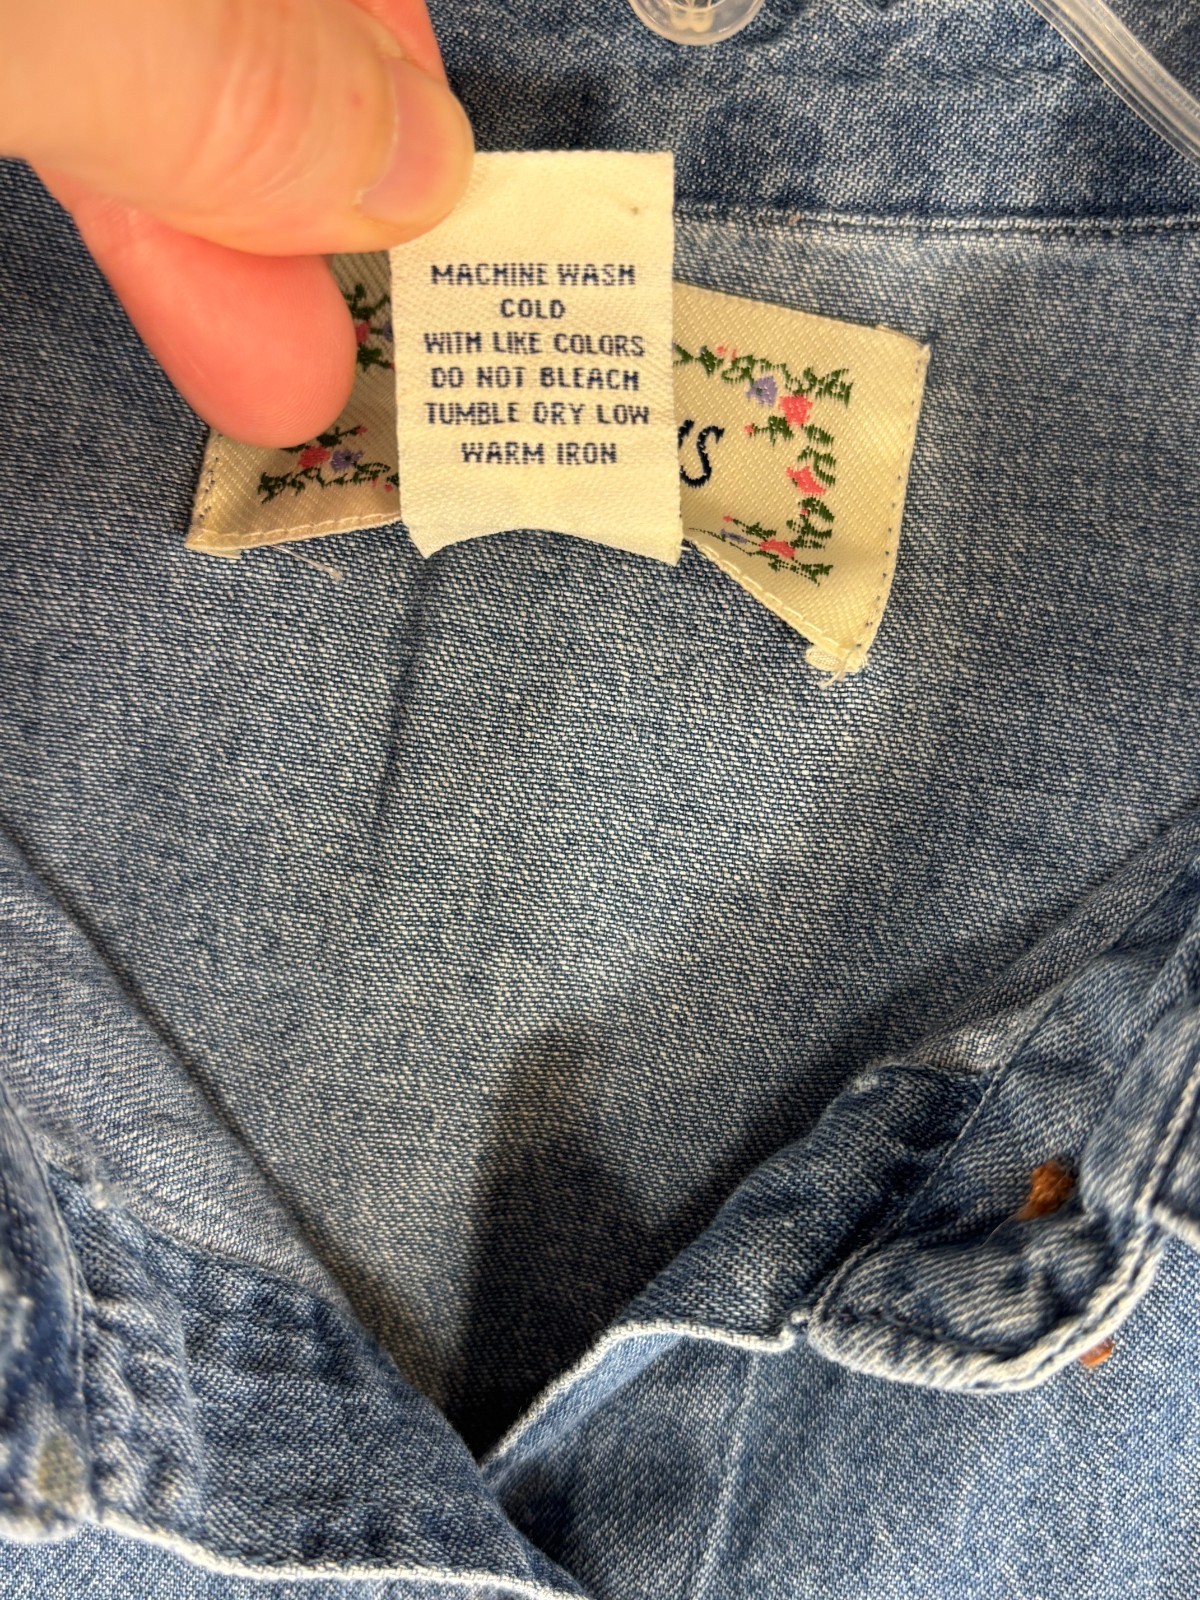 MACHINE WASH
COLD
WITH LIKE COLORS
DO NOT BLEACH
TUMBLE DRY LOW
WARM IRON